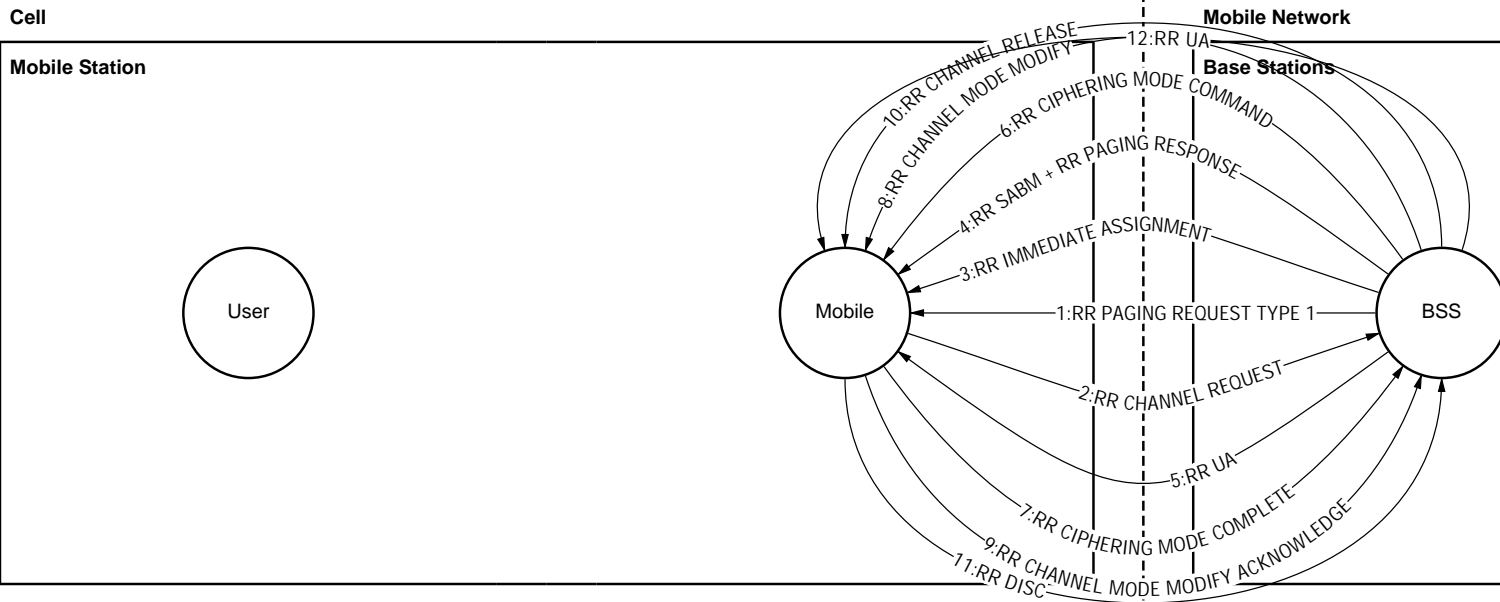 Cell
Mobile Network
Mobile Station
Base Stations
10:RR CHANNEL RELEASE
12:RR UA
8:RR CHANNEL MODE MODIFY
6:RR CIPHERING MODE COMMAND
4:RR SABM + RR PAGING RESPONSE
3:RR IMMEDIATE ASSIGNMENT
User
Mobile
1:RR PAGING REQUEST TYPE 1
BSS
2:RR CHANNEL REQUEST
5:RR UA
7:RR CIPHERING MODE COMPLETE
9:RR CHANNEL MODE MODIFY ACKNOWLEDGE
11:RR DISC